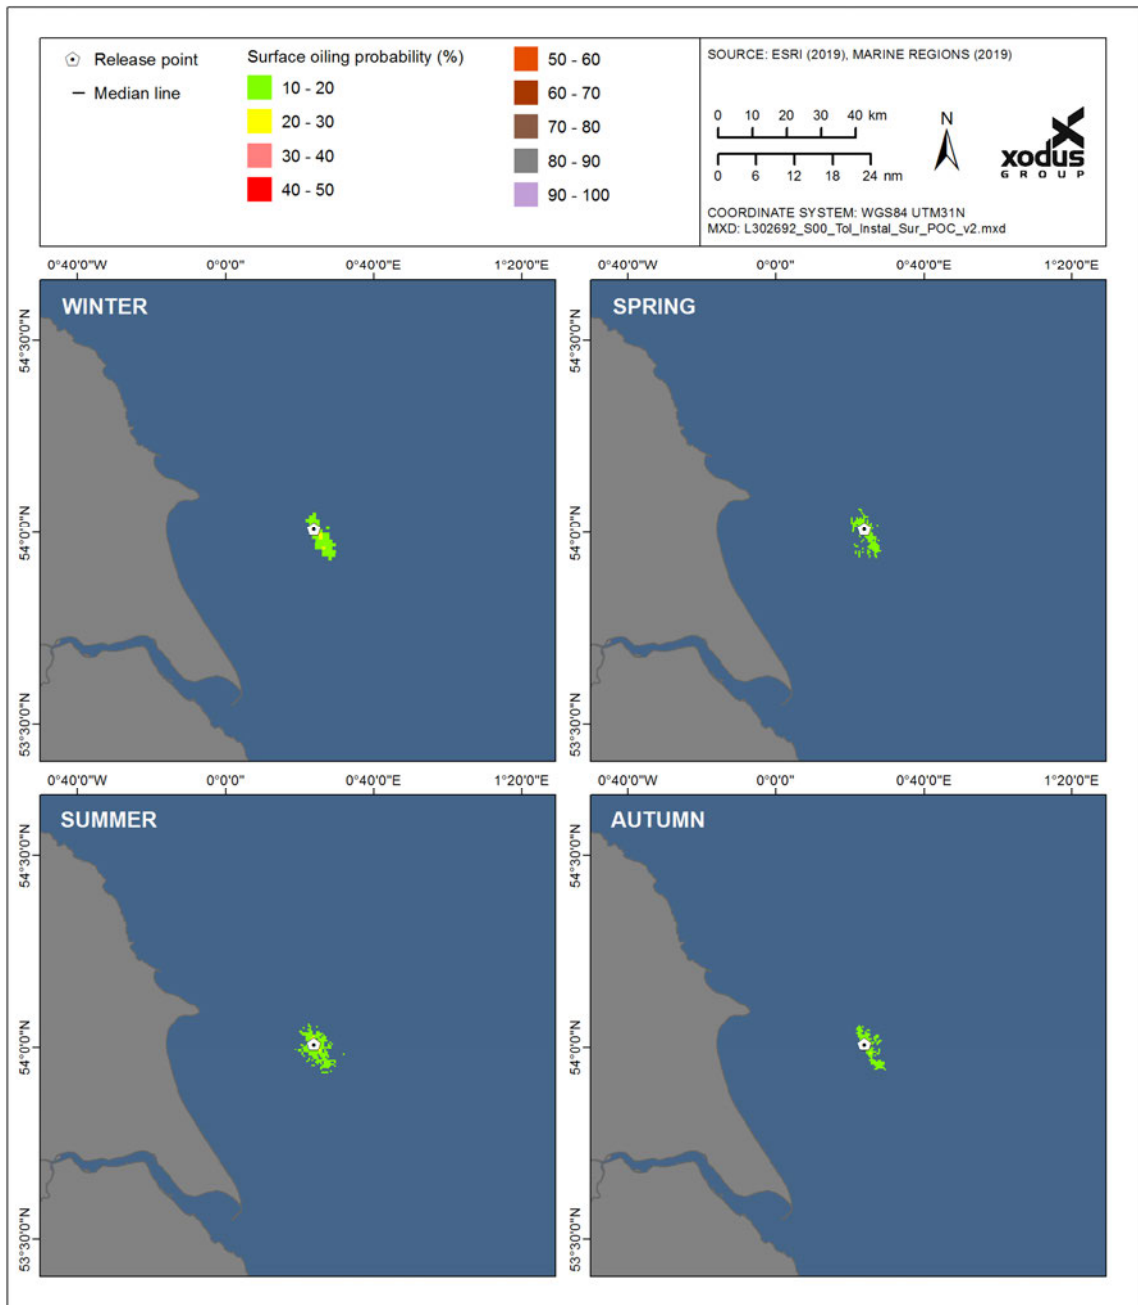 Release point
Median line
Surface oiling probability (%)
10 - 20
20 - 30
30 - 40
40 - 50
50 - 60
60 - 70
70 - 80
80 - 90
90 - 100
SOURCE: ESRI (2019), MARINE REGIONS (2019)
0 10 20 30 40 km
0 6 12 18 24 nm
N
xodus
GROUP
COORDINATE SYSTEM: WGS84 UTM31N
MXD: L302692_S00_Tol_Instal_Sur_POC_v2.mxd
0°40'0"W 0°0'0" 0°40'0"E 1°20'0"E
WINTER
54°30'0"N
54°0'0"N
53°30'0"N
0°40'0"W 0°0'0" 0°40'0"E 1°20'0"E
SPRING
54°30'0"N
54°0'0"N
53°30'0"N
0°40'0"W 0°0'0" 0°40'0"E 1°20'0"E
SUMMER
54°30'0"N
54°0'0"N
53°30'0"N
0°40'0"W 0°0'0" 0°40'0"E 1°20'0"E
AUTUMN
54°30'0"N
54°0'0"N
53°30'0"N